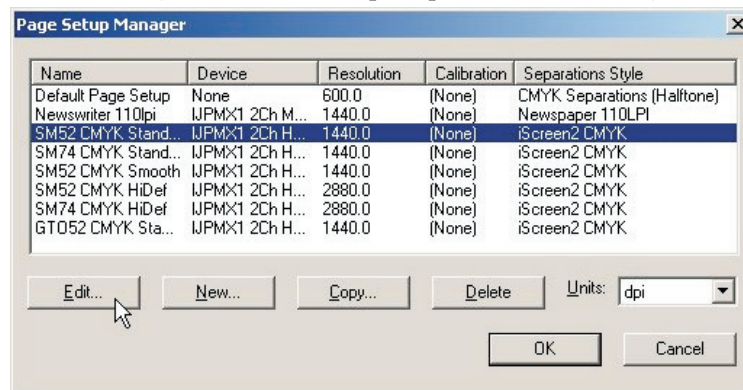 Page Setup Manager
Name Device Resolution Calibration Separations Style
Default Page Setup None 600.0 (None) CMYK Separations (Halftone)
Newswriter 110lpi IJPMX1 2Ch M... 1440.0 (None) Newspaper 110LPI
SM52 CMYK Stand... IJPMX1 2Ch H... 1440.0 (None) iScreen2 CMYK
SM74 CMYK Stand... IJPMX1 2Ch H... 1440.0 (None) iScreen2 CMYK
SM52 CMYK Smooth IJPMX1 2Ch H... 1440.0 (None) iScreen2 CMYK
SM52 CMYK HiDef IJPMX1 2Ch H... 2880.0 (None) iScreen2 CMYK
SM74 CMYK HiDef IJPMX1 2Ch H... 2880.0 (None) iScreen2 CMYK
GTO52 CMYK Sta... IJPMX1 2Ch H... 1440.0 (None) iScreen2 CMYK
Edit... New... Copy... Delete Units: dpi
OK Cancel